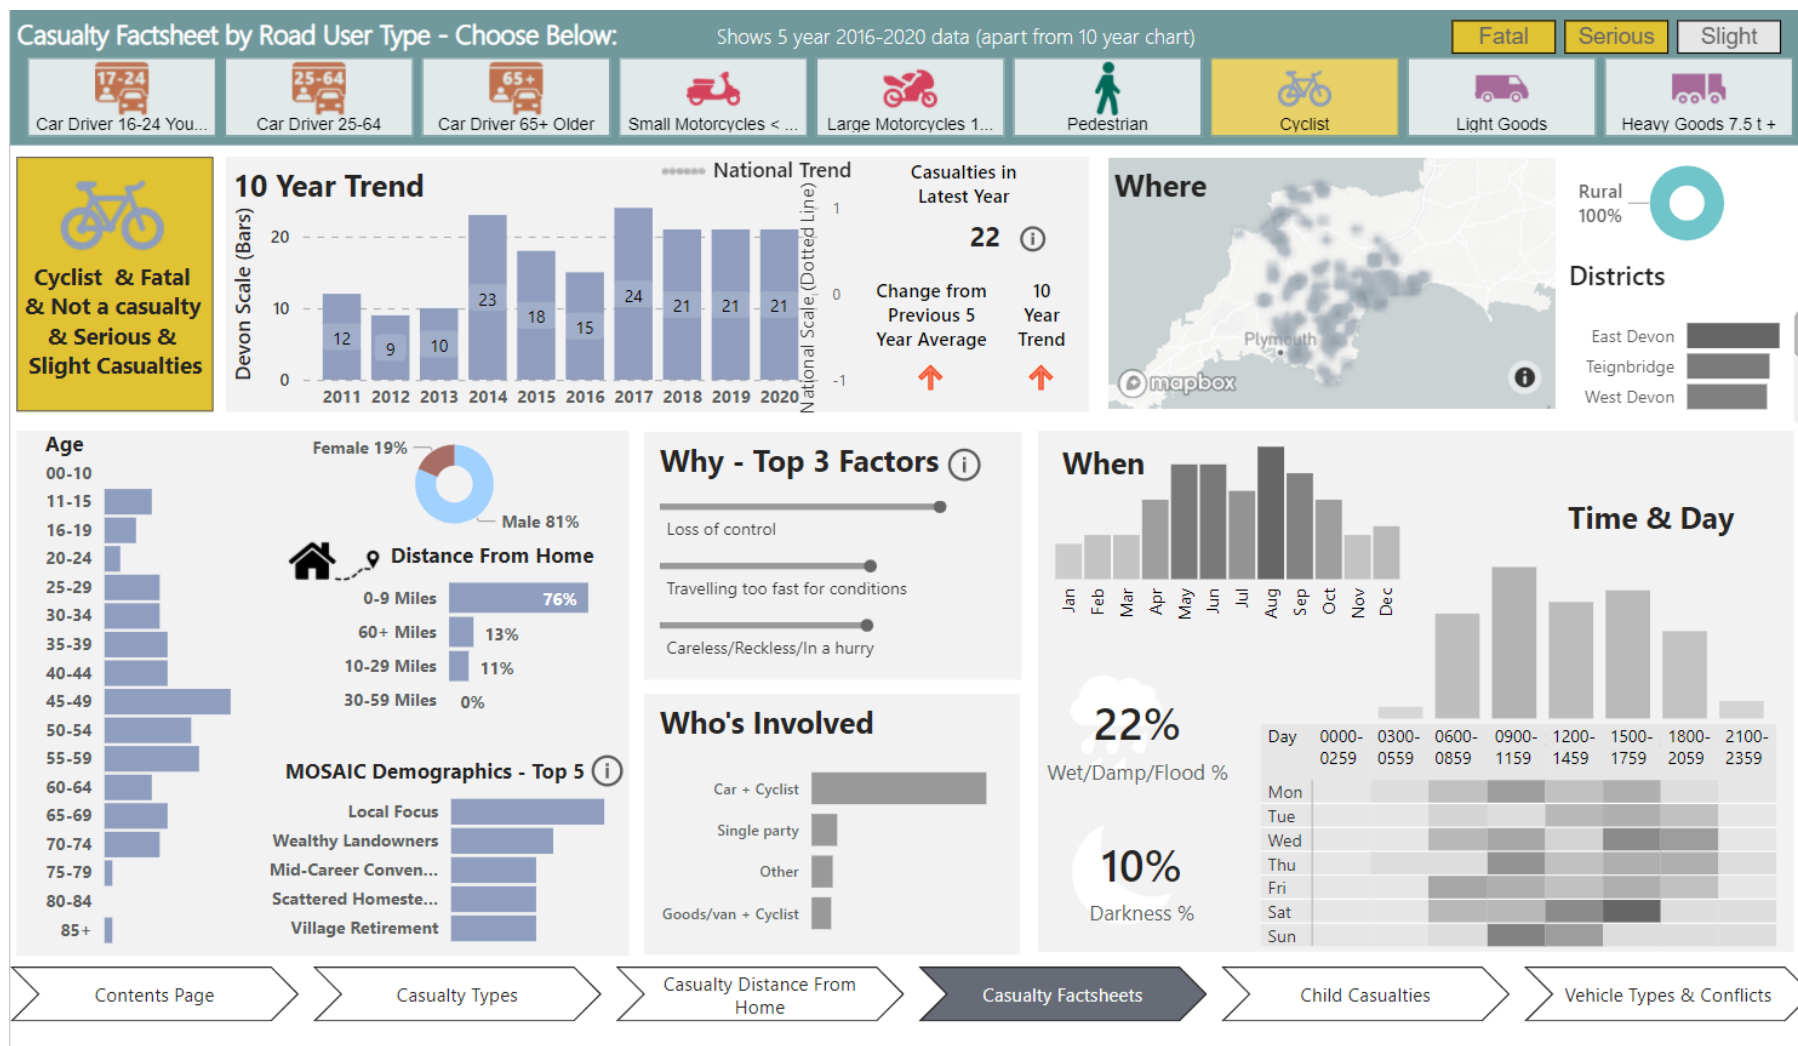 Casualty Factsheet by Road User Type - Choose Below:
Shows 5 year 2016-2020 data (apart from 10 year chart)
Fatal
Serious
Slight
17-24
25-64
65+
Car Driver 16-24 You...
Car Driver 25-64
Car Driver 65+ Older
Small Motorcycles < ...
Large Motorcycles 1...
Pedestrian
Cyclist
Light Goods
Heavy Goods 7.5 t +
Cyclist & Fatal
& Not a casualty
& Serious &
Slight Casualties
10 Year Trend
National Trend
Devon Scale (Bars)
20
10
0
12
9
10
23
18
15
24
21
21
21
2011
2012
2013
2014
2015
2016
2017
2018
2019
2020
National Scale (Dotted Line)
1
0
-1
Casualties in
Latest Year
22
Change from
Previous 5
Year Average
10
Year
Trend
Where
Plymouth
mapbox
Rural
100%
Districts
East Devon
Teignbridge
West Devon
Age
00-10
11-15
16-19
20-24
25-29
30-34
35-39
40-44
45-49
50-54
55-59
60-64
65-69
70-74
75-79
80-84
85+
Female 19%
Male 81%
Distance From Home
0-9 Miles
76%
60+ Miles
13%
10-29 Miles
11%
30-59 Miles
0%
MOSAIC Demographics - Top 5
Local Focus
Wealthy Landowners
Mid-Career Conven...
Scattered Homeste...
Village Retirement
Why - Top 3 Factors
Loss of control
Travelling too fast for conditions
Careless/Reckless/In a hurry
Who's Involved
Car + Cyclist
Single party
Other
Goods/van + Cyclist
When
Jan
Feb
Mar
Apr
May
Jun
Jul
Aug
Sep
Oct
Nov
Dec
22%
Wet/Damp/Flood %
10%
Darkness %
Time & Day
Day
0000-
0259
0300-
0559
0600-
0859
0900-
1159
1200-
1459
1500-
1759
1800-
2059
2100-
2359
Mon
Tue
Wed
Thu
Fri
Sat
Sun
Contents Page
Casualty Types
Casualty Distance From
Home
Casualty Factsheets
Child Casualties
Vehicle Types & Conflicts